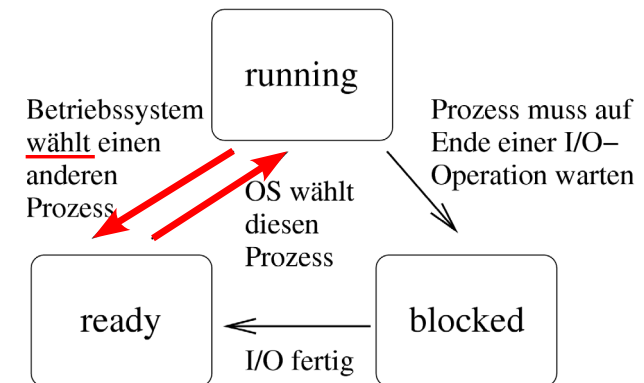 running
Betriebssystem
wählt einen
anderen
Prozess
Prozess muss auf
Ende einer I/O–
Operation warten
OS wählt
diesen
Prozess
ready
blocked
I/O fertig